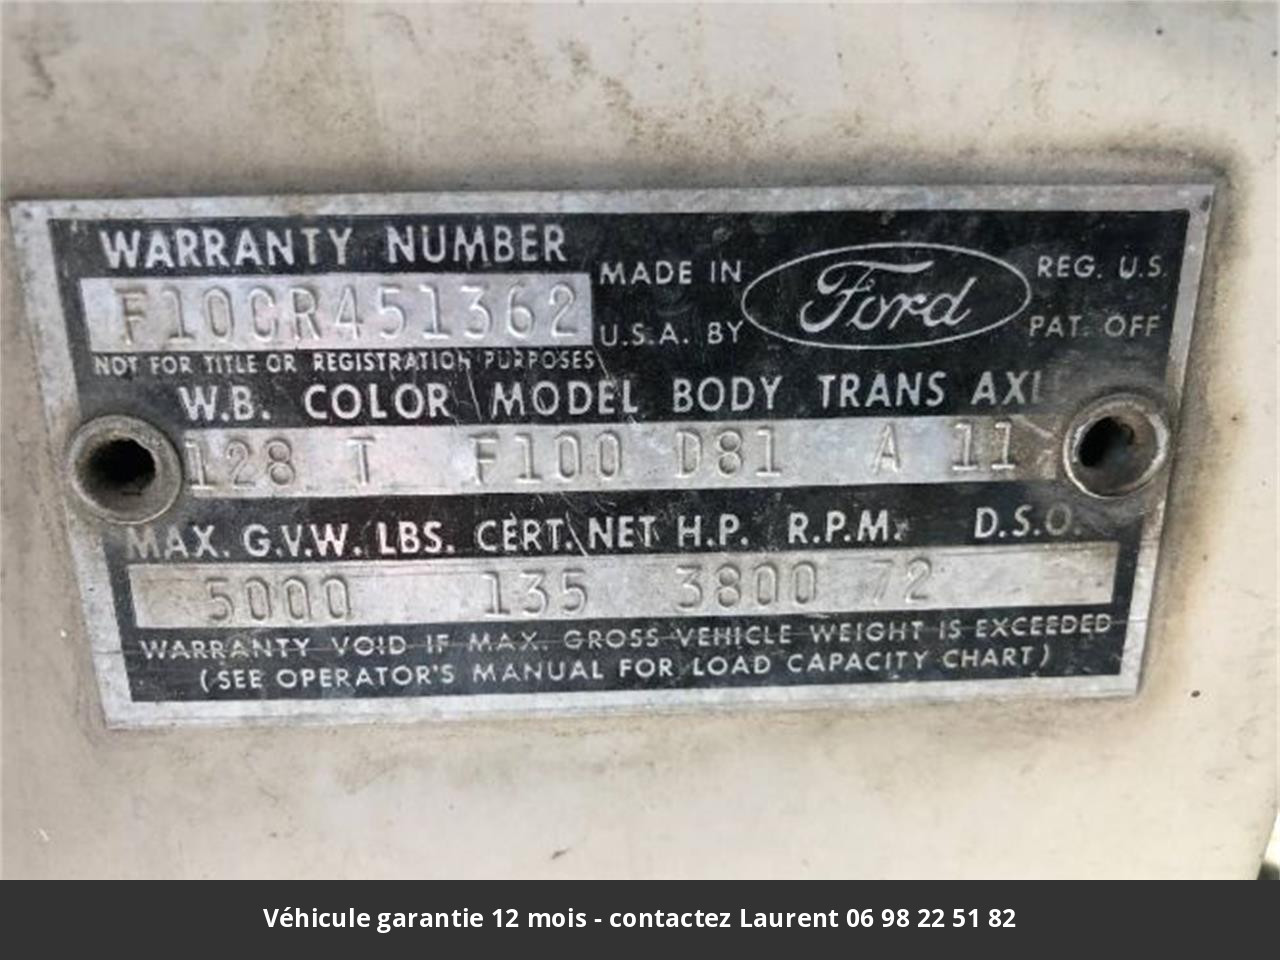 WARRANTY NUMBER
F10CR451362
NOT FOR TITLE OR REGISTRATION PURPOSES
MADE IN
U.S.A. BY
Ford
REG. U.S.
PAT. OFF
W.B. COLOR MODEL BODY TRANS AXL
128 T F100 D81 A 11
MAX. G.V.W. LBS. CERT. NET H.P. R.P.M. D.S.O.
5000 135 3800 72
WARRANTY VOID IF MAX. GROSS VEHICLE WEIGHT IS EXCEEDED
(SEE OPERATOR'S MANUAL FOR LOAD CAPACITY CHART)
Véhicule garantie 12 mois - contactez Laurent 06 98 22 51 82